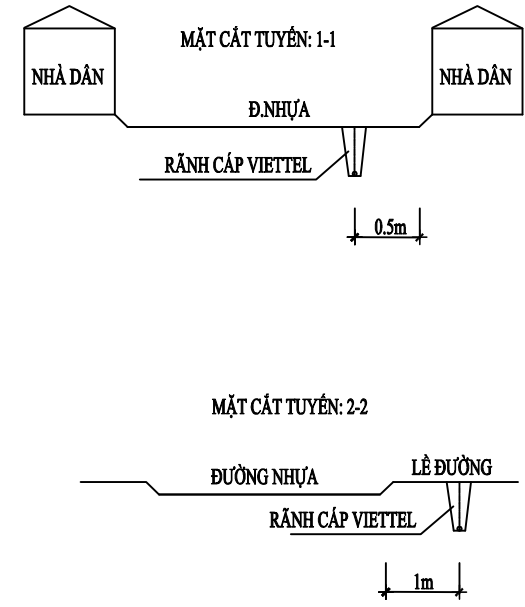 MẶT CẮT TUYẾN: 1-1
NHÀ DÂN
NHÀ DÂN
Đ.NHỰA
RÃNH CÁP VIETTEL
0.5m
MẶT CẮT TUYẾN: 2-2
LỀ ĐƯỜNG
ĐƯỜNG NHỰA
RÃNH CÁP VIETTEL
1m